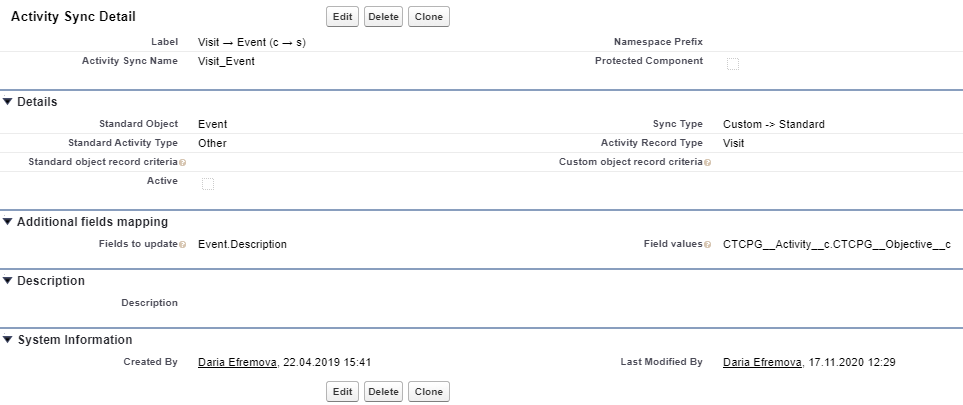 Activity Sync Detail Edit Delete Clone
Label Visit → Event (c → s) Namespace Prefix
Activity Sync Name Visit_Event Protected Component
Details
Standard Object Event Sync Type Custom -> Standard
Standard Activity Type Other Activity Record Type Visit
Standard object record criteria ? Custom object record criteria ?
Active
Additional fields mapping
Fields to update ? Event.Description Field values ? CTCPG__Activity__c.CTCPG__Objective__c
Description
Description
System Information
Created By Daria Efremova, 22.04.2019 15:41 Last Modified By Daria Efremova, 17.11.2020 12:29
Edit Delete Clone